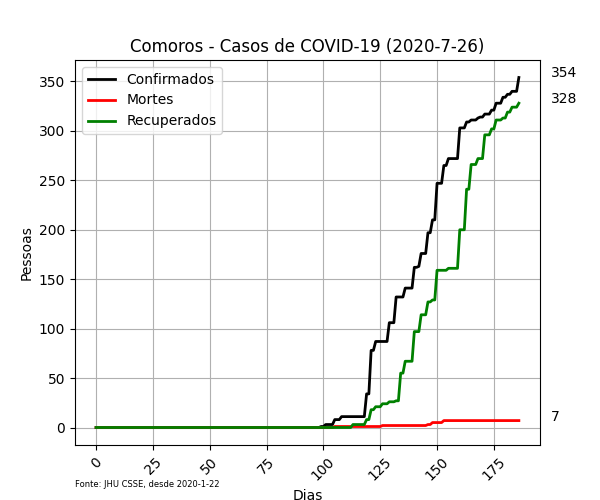 Comoros - Casos de COVID-19 (2020-7-26)
Confirmados
Mortes
Recuperados
354
328
7
Pessoas
350
300
250
200
150
100
50
0
0
25
50
75
100
125
150
175
Dias
Fonte: JHU CSSE, desde 2020-1-22